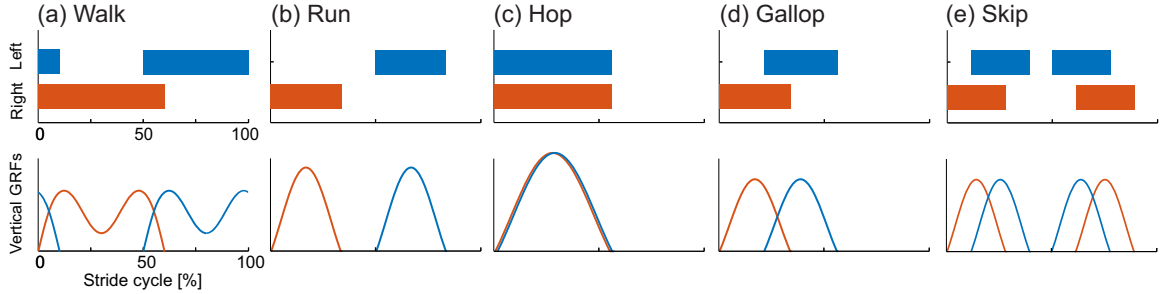 (a) Walk
(b) Run
(c) Hop
(d) Gallop
(e) Skip
Left
Right
0 50 100
Vertical GRFs
0 50 100
Stride cycle [%]